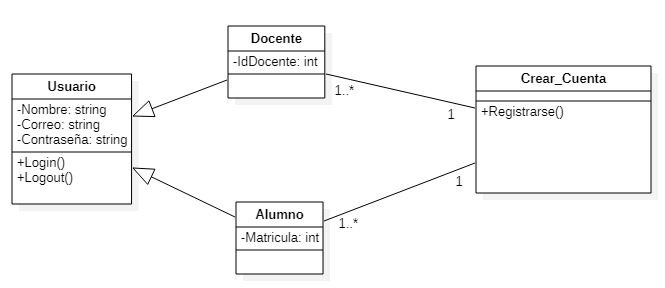 Usuario
-Nombre: string
-Correo: string
-Contraseña: string
+Login()
+Logout()
Docente
-IdDocente: int
1..*
1
Crear_Cuenta
+Registrarse()
Alumno
-Matricula: int
1..*
1